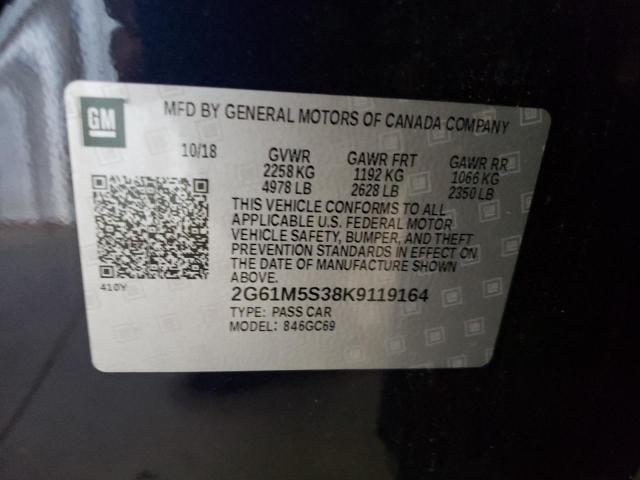 GM
MFD BY GENERAL MOTORS OF CANADA COMPANY
10/18 GVWR GAWR FRT GAWR RR
2258 KG 1192 KG 1066 KG
4978 LB 2628 LB 2350 LB
THIS VEHICLE CONFORMS TO ALL
APPLICABLE U.S. FEDERAL MOTOR
VEHICLE SAFETY, BUMPER, AND THEFT
PREVENTION STANDARDS IN EFFECT ON
THE DATE OF MANUFACTURE SHOWN
ABOVE.
410Y
2G61M5S38K9119164
TYPE: PASS CAR
MODEL: 846GC69